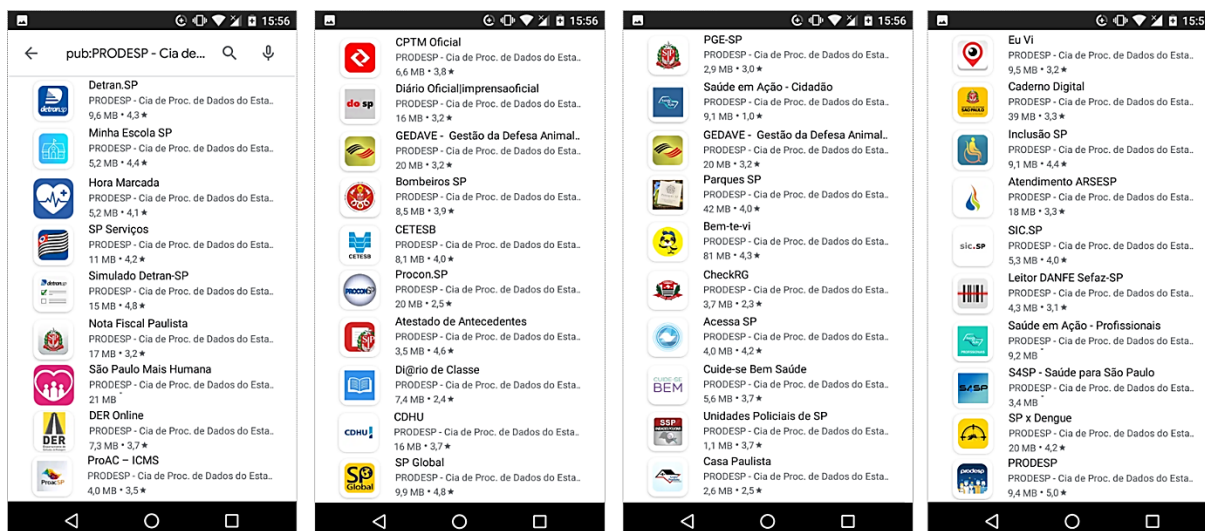 15:56
pub:PRODESP - Cia de...
Detran.SP
PRODESP - Cia de Proc. de Dados do Esta..
9,6 MB • 4,3 ★
Minha Escola SP
PRODESP - Cia de Proc. de Dados do Esta..
5,2 MB • 4,4 ★
Hora Marcada
PRODESP - Cia de Proc. de Dados do Esta..
5,2 MB • 4,1 ★
SP Serviços
PRODESP - Cia de Proc. de Dados do Esta..
11 MB • 4,2 ★
Simulado Detran-SP
PRODESP - Cia de Proc. de Dados do Esta..
15 MB • 4,8 ★
Nota Fiscal Paulista
PRODESP - Cia de Proc. de Dados do Esta..
17 MB • 3,2 ★
São Paulo Mais Humana
PRODESP - Cia de Proc. de Dados do Esta..
21 MB
DER
DER Online
PRODESP - Cia de Proc. de Dados do Esta..
7,3 MB • 3,7 ★
ProacSP
ProAC – ICMS
PRODESP - Cia de Proc. de Dados do Esta..
4,0 MB • 3,5 ★
15:56
CPTM Oficial
PRODESP - Cia de Proc. de Dados do Esta..
6,6 MB • 3,8 ★
do sp
Diário Oficial|imprensaoficial
PRODESP - Cia de Proc. de Dados do Esta..
16 MB • 3,2 ★
GEDAVE - Gestão da Defesa Animal..
PRODESP - Cia de Proc. de Dados do Esta..
20 MB • 3,2 ★
Bombeiros SP
PRODESP - Cia de Proc. de Dados do Esta..
8,5 MB • 3,9 ★
CETESB
CETESB
PRODESP - Cia de Proc. de Dados do Esta..
8,1 MB • 4,0 ★
PROCONSP
Procon.SP
PRODESP - Cia de Proc. de Dados do Esta..
20 MB • 2,5 ★
Atestado de Antecedentes
PRODESP - Cia de Proc. de Dados do Esta..
3,5 MB • 4,6 ★
Di@rio de Classe
PRODESP - Cia de Proc. de Dados do Esta..
7,4 MB • 2,4 ★
CDHU
CDHU
PRODESP - Cia de Proc. de Dados do Esta..
16 MB • 3,7 ★
SP Global
SP Global
PRODESP - Cia de Proc. de Dados do Esta..
9,9 MB • 4,8 ★
15:56
PGE-SP
PRODESP - Cia de Proc. de Dados do Esta..
2,9 MB • 3,0 ★
Saúde em Ação - Cidadão
PRODESP - Cia de Proc. de Dados do Esta..
9,1 MB • 1,0 ★
GEDAVE - Gestão da Defesa Animal..
PRODESP - Cia de Proc. de Dados do Esta..
20 MB • 3,2 ★
Parques SP
PRODESP - Cia de Proc. de Dados do Esta..
42 MB • 4,0 ★
Bem-te-vi
PRODESP - Cia de Proc. de Dados do Esta..
81 MB • 4,3 ★
CheckRG
PRODESP - Cia de Proc. de Dados do Esta..
3,7 MB • 2,3 ★
Acessa SP
PRODESP - Cia de Proc. de Dados do Esta..
4,0 MB • 4,2 ★
CUIDE-SE BEM
Cuide-se Bem Saúde
PRODESP - Cia de Proc. de Dados do Esta..
5,6 MB • 3,7 ★
SSP
Unidades Policiais de SP
PRODESP - Cia de Proc. de Dados do Esta..
1,1 MB • 3,7 ★
Casa Paulista
PRODESP - Cia de Proc. de Dados do Esta..
2,6 MB • 2,5 ★
15:5
Eu Vi
PRODESP - Cia de Proc. de Dados do Esta..
9,5 MB • 3,2 ★
SÃO PAULO
Caderno Digital
PRODESP - Cia de Proc. de Dados do Esta..
39 MB • 3,3 ★
Inclusão SP
PRODESP - Cia de Proc. de Dados do Esta..
9,1 MB • 4,4 ★
Atendimento ARSESP
PRODESP - Cia de Proc. de Dados do Esta..
18 MB • 3,3 ★
sic.sp
SIC.SP
PRODESP - Cia de Proc. de Dados do Esta..
5,3 MB • 4,0 ★
Leitor DANFE Sefaz-SP
PRODESP - Cia de Proc. de Dados do Esta..
4,3 MB • 3,1 ★
Saúde em Ação - Profissionais
PRODESP - Cia de Proc. de Dados do Esta..
9,2 MB
S4SP
S4SP - Saúde para São Paulo
PRODESP - Cia de Proc. de Dados do Esta..
3,4 MB
SP x Dengue
PRODESP - Cia de Proc. de Dados do Esta..
20 MB • 4,2 ★
prodesp
PRODESP
PRODESP - Cia de Proc. de Dados do Esta..
9,4 MB • 5,0 ★